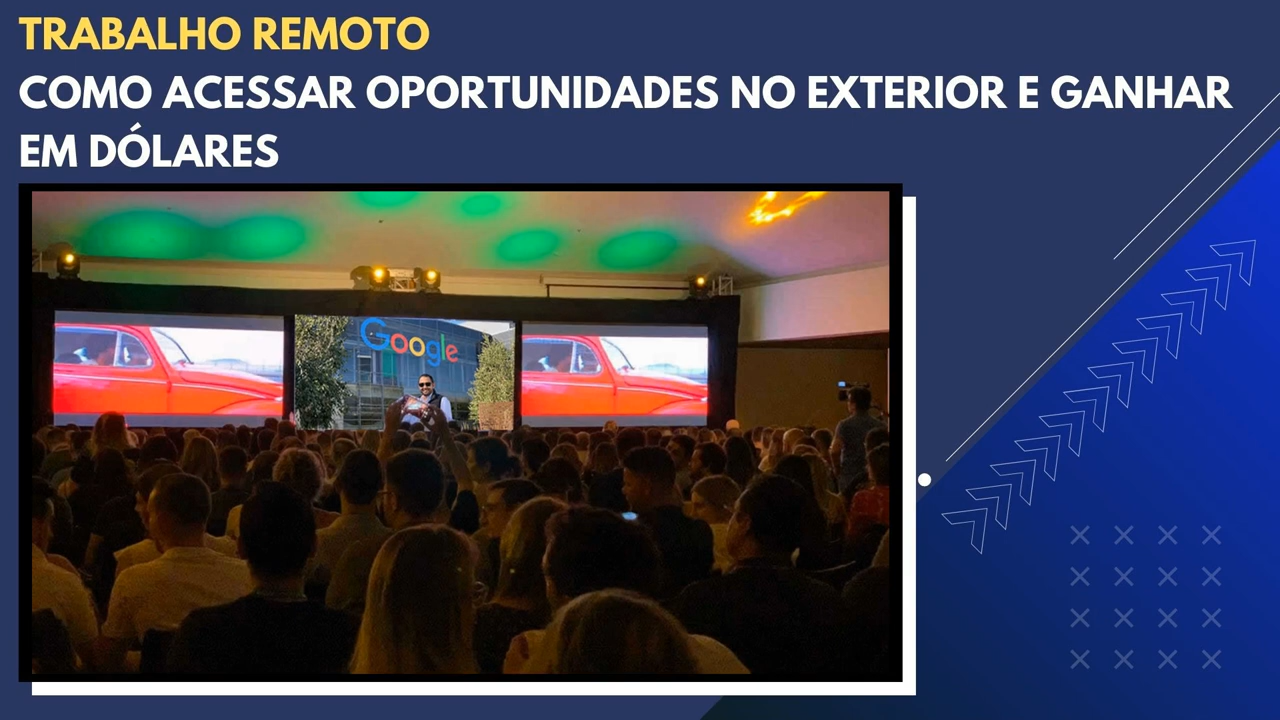 TRABALHO REMOTO
COMO ACESSAR OPORTUNIDADES NO EXTERIOR E GANHAR
EM DÓLARES
Google